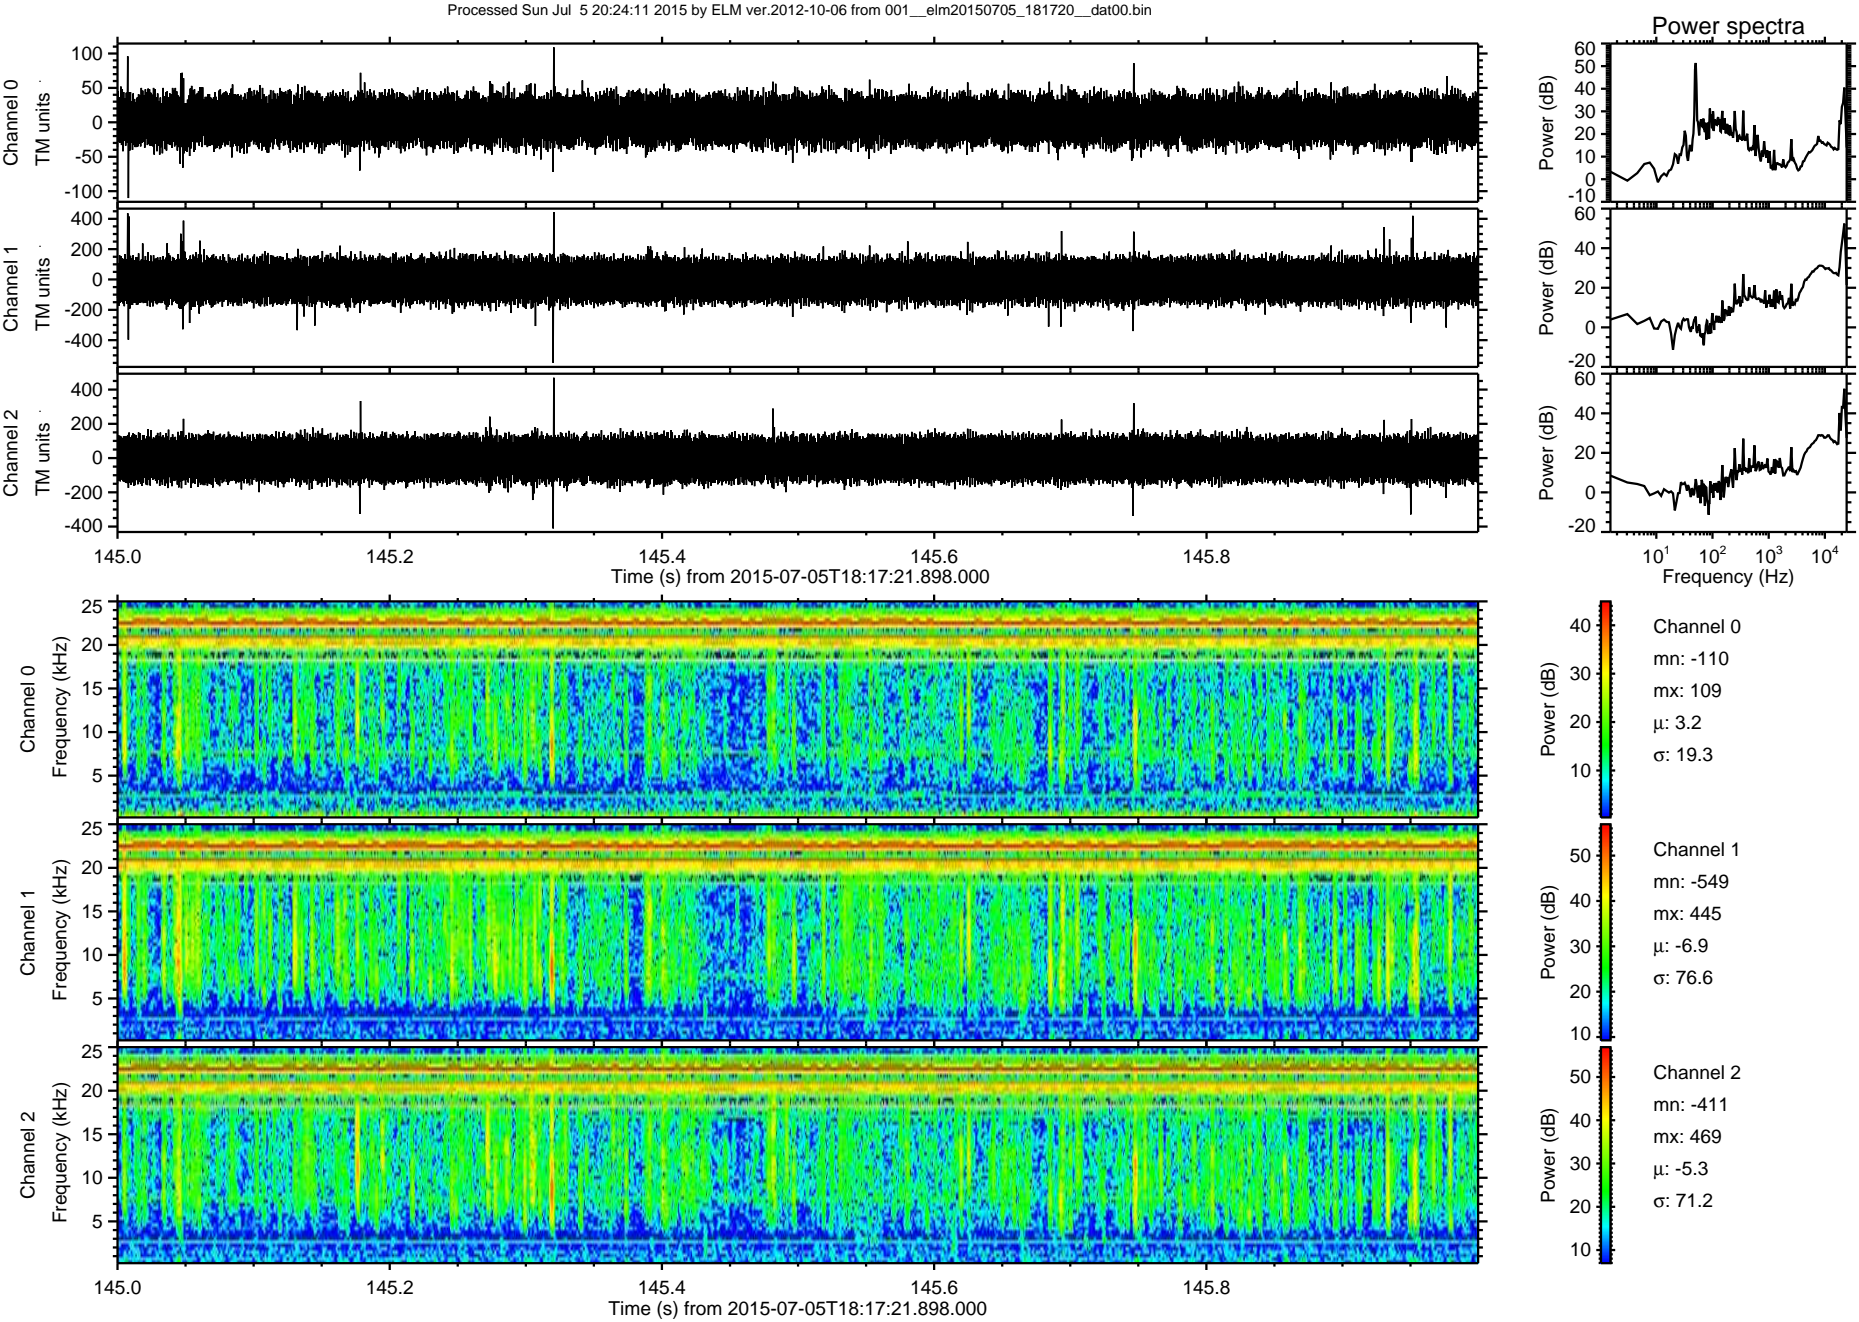 Processed Sun Jul  5 20:24:11 2015 by ELM ver.2012-10-06 from 001__elm20150705_181720__dat00.bin
Power spectra
Channel 0
TM units
100
50
0
-50
-100
Power (dB)
60
50
40
30
20
10
0
-10
Channel 1
TM units
400
200
0
-200
-400
Power (dB)
60
40
20
0
-20
Channel 2
TM units
400
200
0
-200
-400
Power (dB)
60
40
20
0
-20
145.0 145.2 145.4 145.6 145.8
Time (s) from 2015-07-05T18:17:21.898.000
10^1 10^2 10^3 10^4
Frequency (Hz)
Channel 0
Frequency (kHz)
25
20
15
10
5
Power (dB)
40
30
20
10
Channel 0
mn: -110
mx: 109
μ: 3.2
σ: 19.3
Channel 1
Frequency (kHz)
25
20
15
10
5
Power (dB)
50
40
30
20
10
Channel 1
mn: -549
mx: 445
μ: -6.9
σ: 76.6
Channel 2
Frequency (kHz)
25
20
15
10
5
Power (dB)
50
40
30
20
10
Channel 2
mn: -411
mx: 469
μ: -5.3
σ: 71.2
145.0 145.2 145.4 145.6 145.8
Time (s) from 2015-07-05T18:17:21.898.000